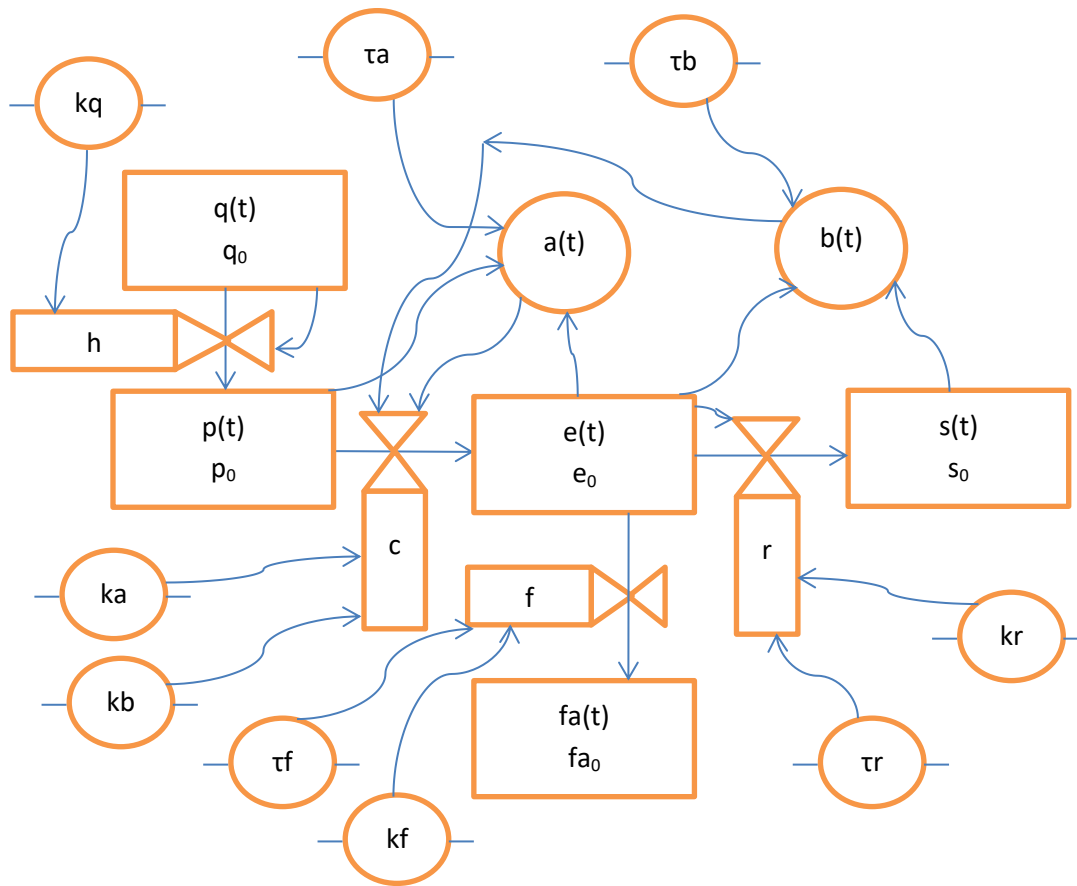 τa
τb
kq
q(t)
q₀
a(t)
b(t)
h
p(t)
p₀
e(t)
e₀
s(t)
s₀
c
r
ka
f
kr
kb
fa(t)
fa₀
τf
τr
kf